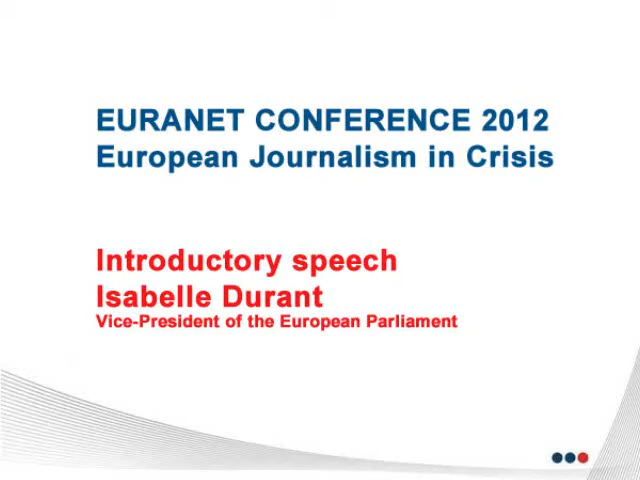 EURANET CONFERENCE 2012
European Journalism in Crisis
Introductory speech
Isabelle Durant
Vice-President of the European Parliament